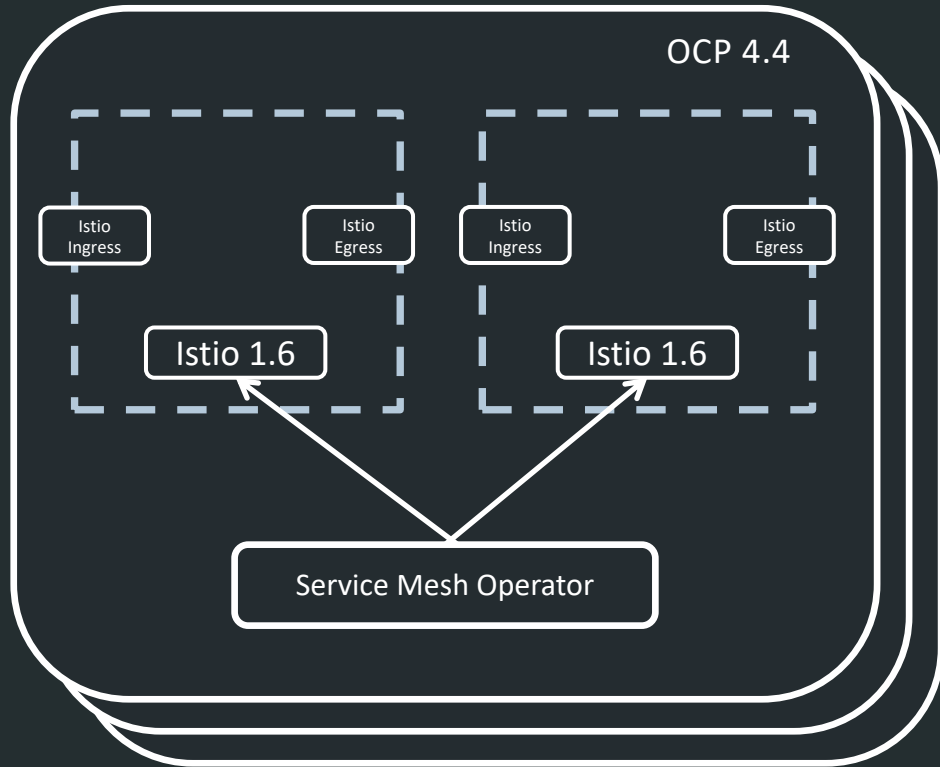 OCP 4.4
Istio
Ingress
Istio
Egress
Istio
Ingress
Istio
Egress
Istio 1.6
Istio 1.6
Service Mesh Operator